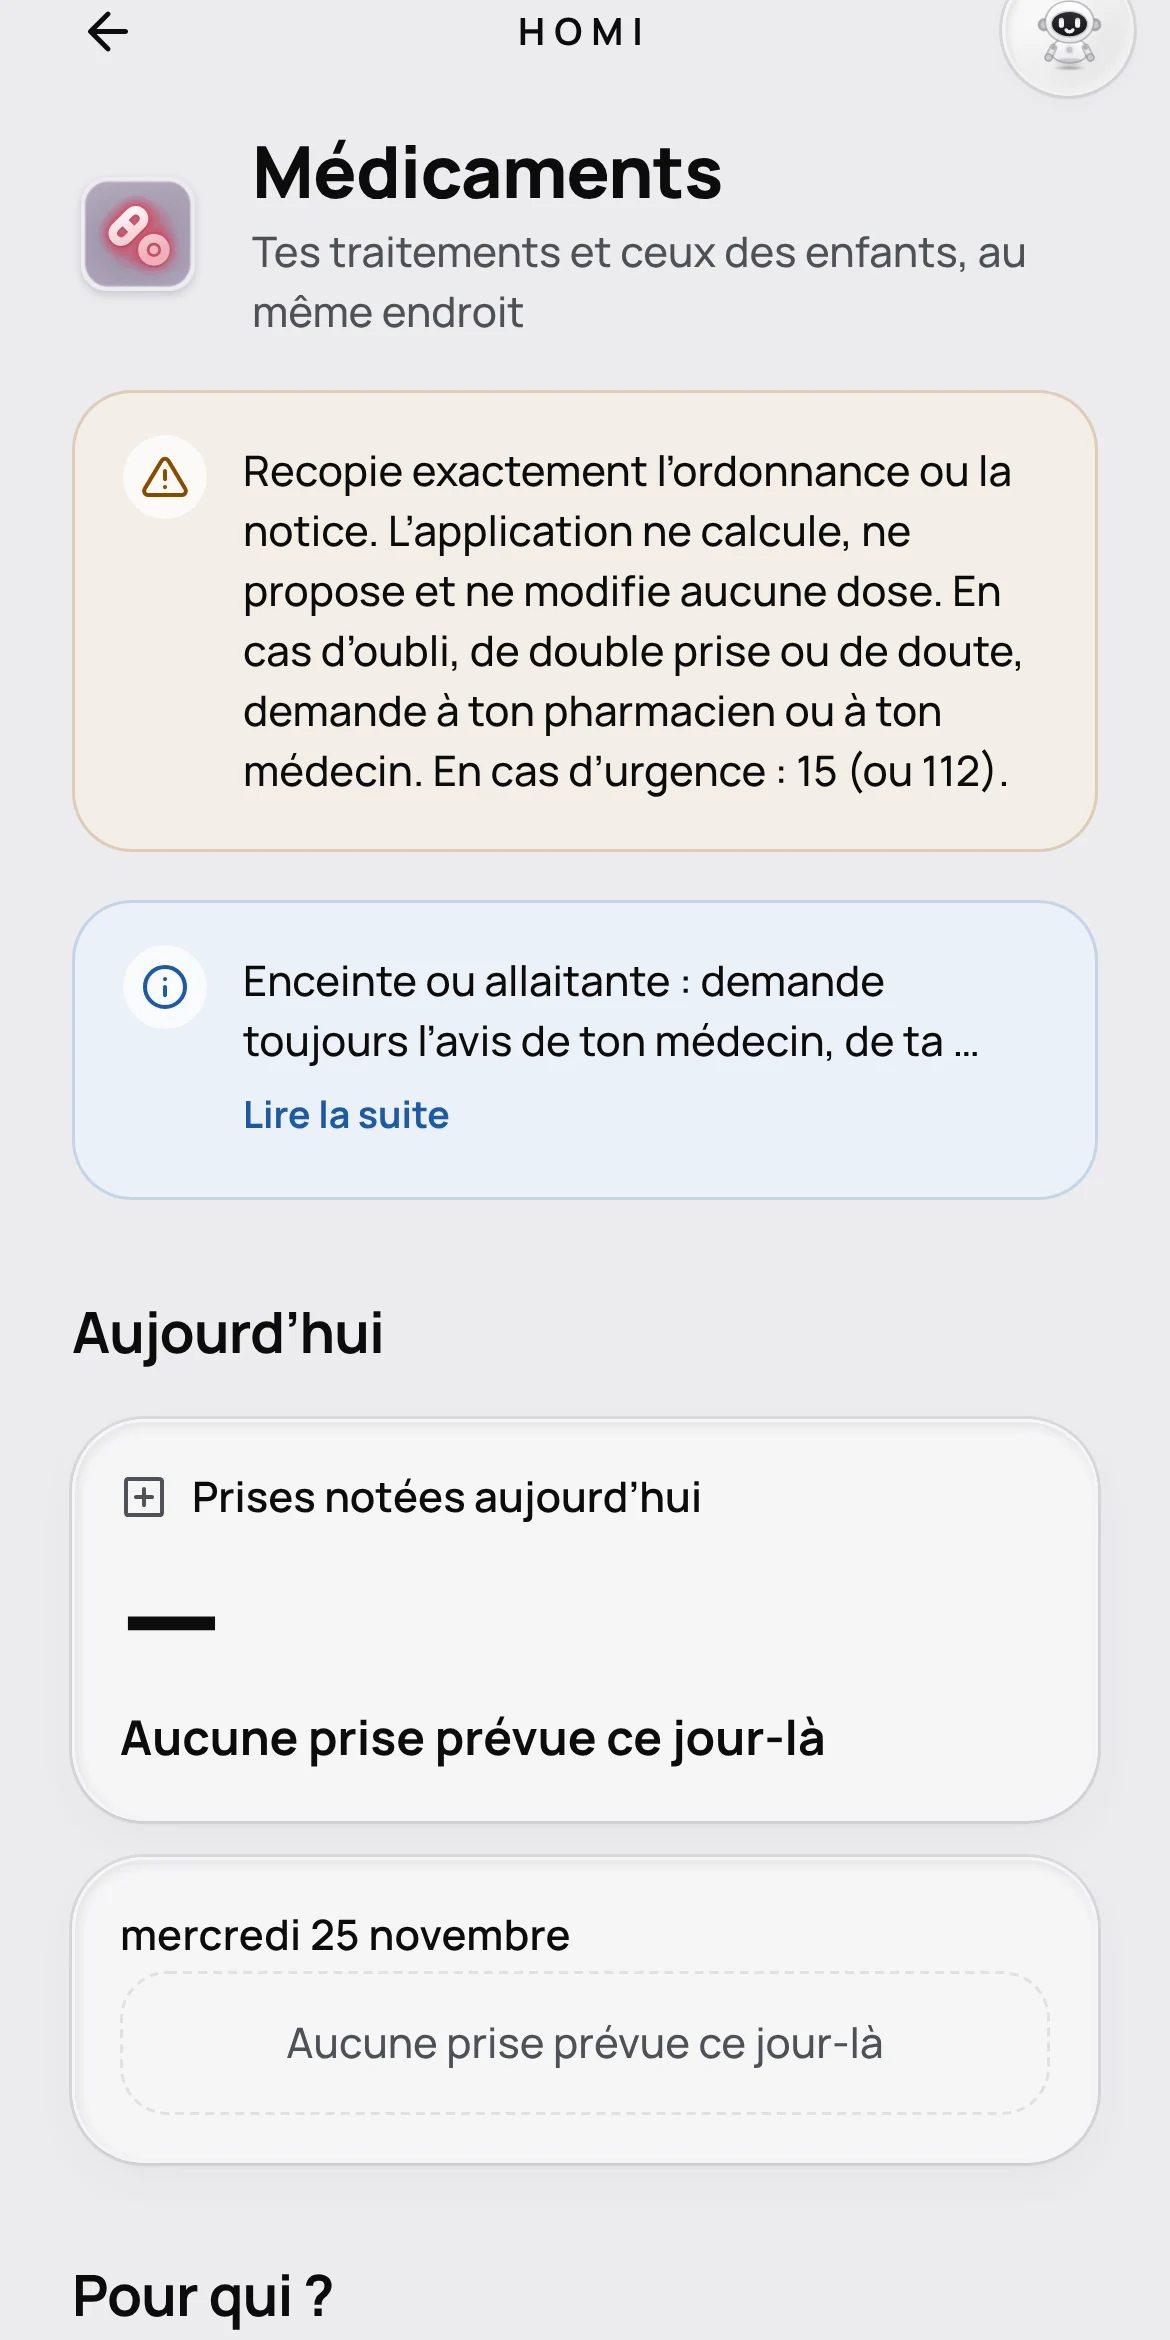 HOMI
Médicaments
Tes traitements et ceux des enfants, au
même endroit
Recopie exactement l’ordonnance ou la
notice. L’application ne calcule, ne
propose et ne modifie aucune dose. En
cas d’oubli, de double prise ou de doute,
demande à ton pharmacien ou à ton
médecin. En cas d’urgence : 15 (ou 112).
Enceinte ou allaitante : demande
toujours l’avis de ton médecin, de ta ...
Lire la suite
Aujourd’hui
Prises notées aujourd’hui
—
Aucune prise prévue ce jour-là
mercredi 25 novembre
Aucune prise prévue ce jour-là
Pour qui ?